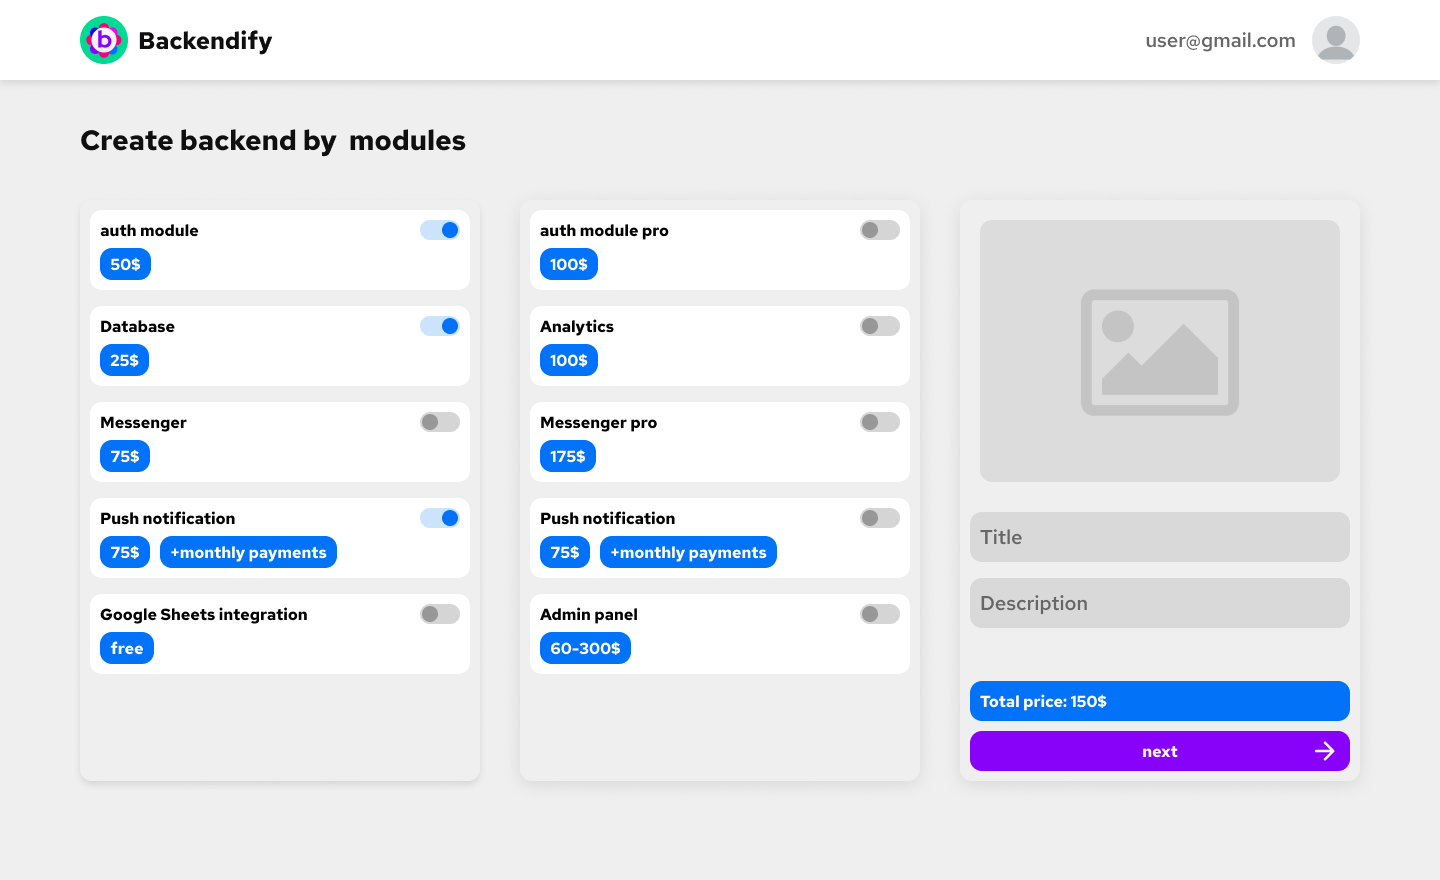 b Backendify
user@gmail.com
Create backend by modules
auth module
50$
Database
25$
Messenger
75$
Push notification
75$ +monthly payments
Google Sheets integration
free
auth module pro
100$
Analytics
100$
Messenger pro
175$
Push notification
75$ +monthly payments
Admin panel
60-300$
Title
Description
Total price: 150$
next